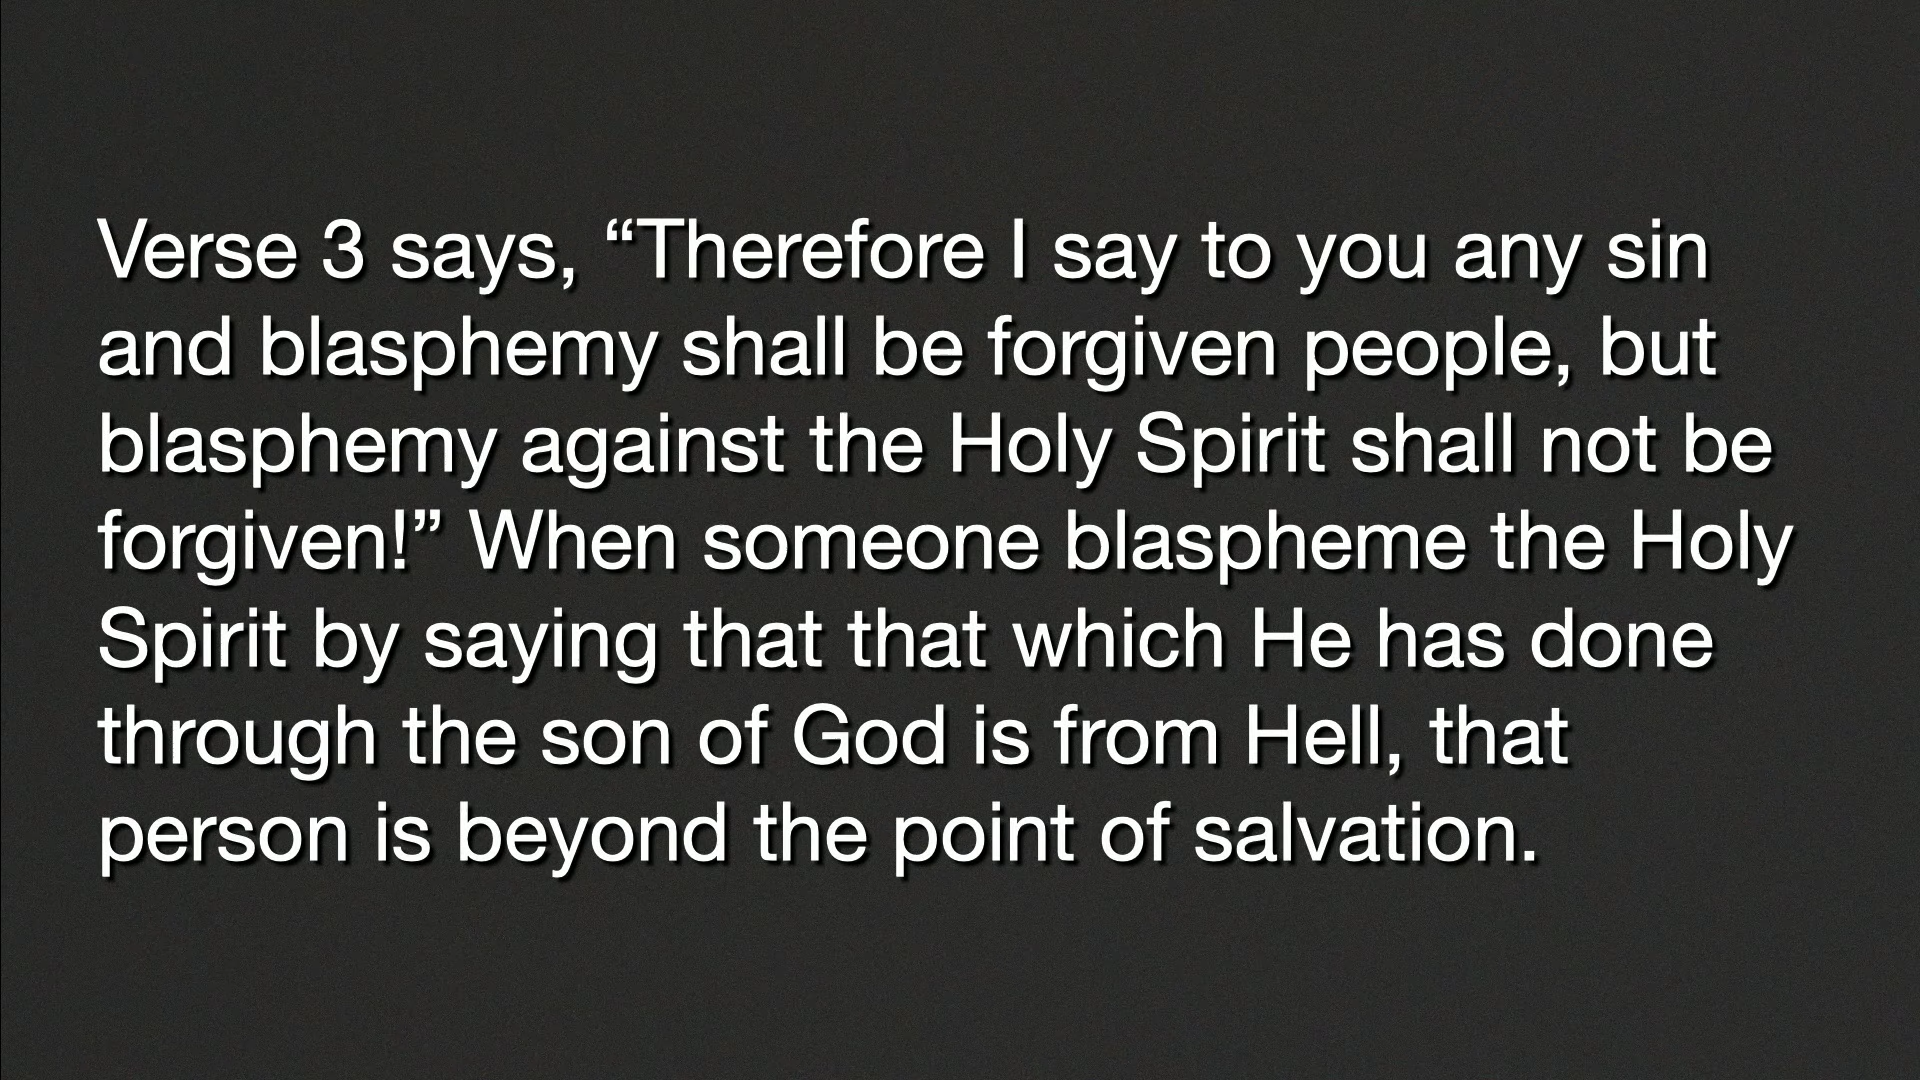 Verse 3 says, “Therefore I say to you any sin
and blasphemy shall be forgiven people, but
blasphemy against the Holy Spirit shall not be
forgiven!” When someone blaspheme the Holy
Spirit by saying that that which He has done
through the son of God is from Hell, that
person is beyond the point of salvation.